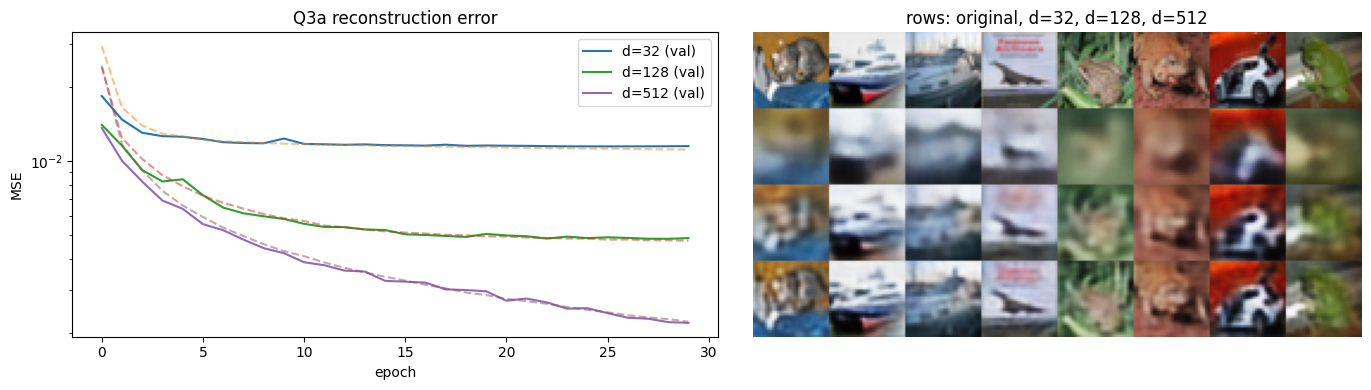 Q3a reconstruction error
MSE
10⁻²
d=32 (val)
d=128 (val)
d=512 (val)
0 5 10 15 20 25 30
epoch
rows: original, d=32, d=128, d=512